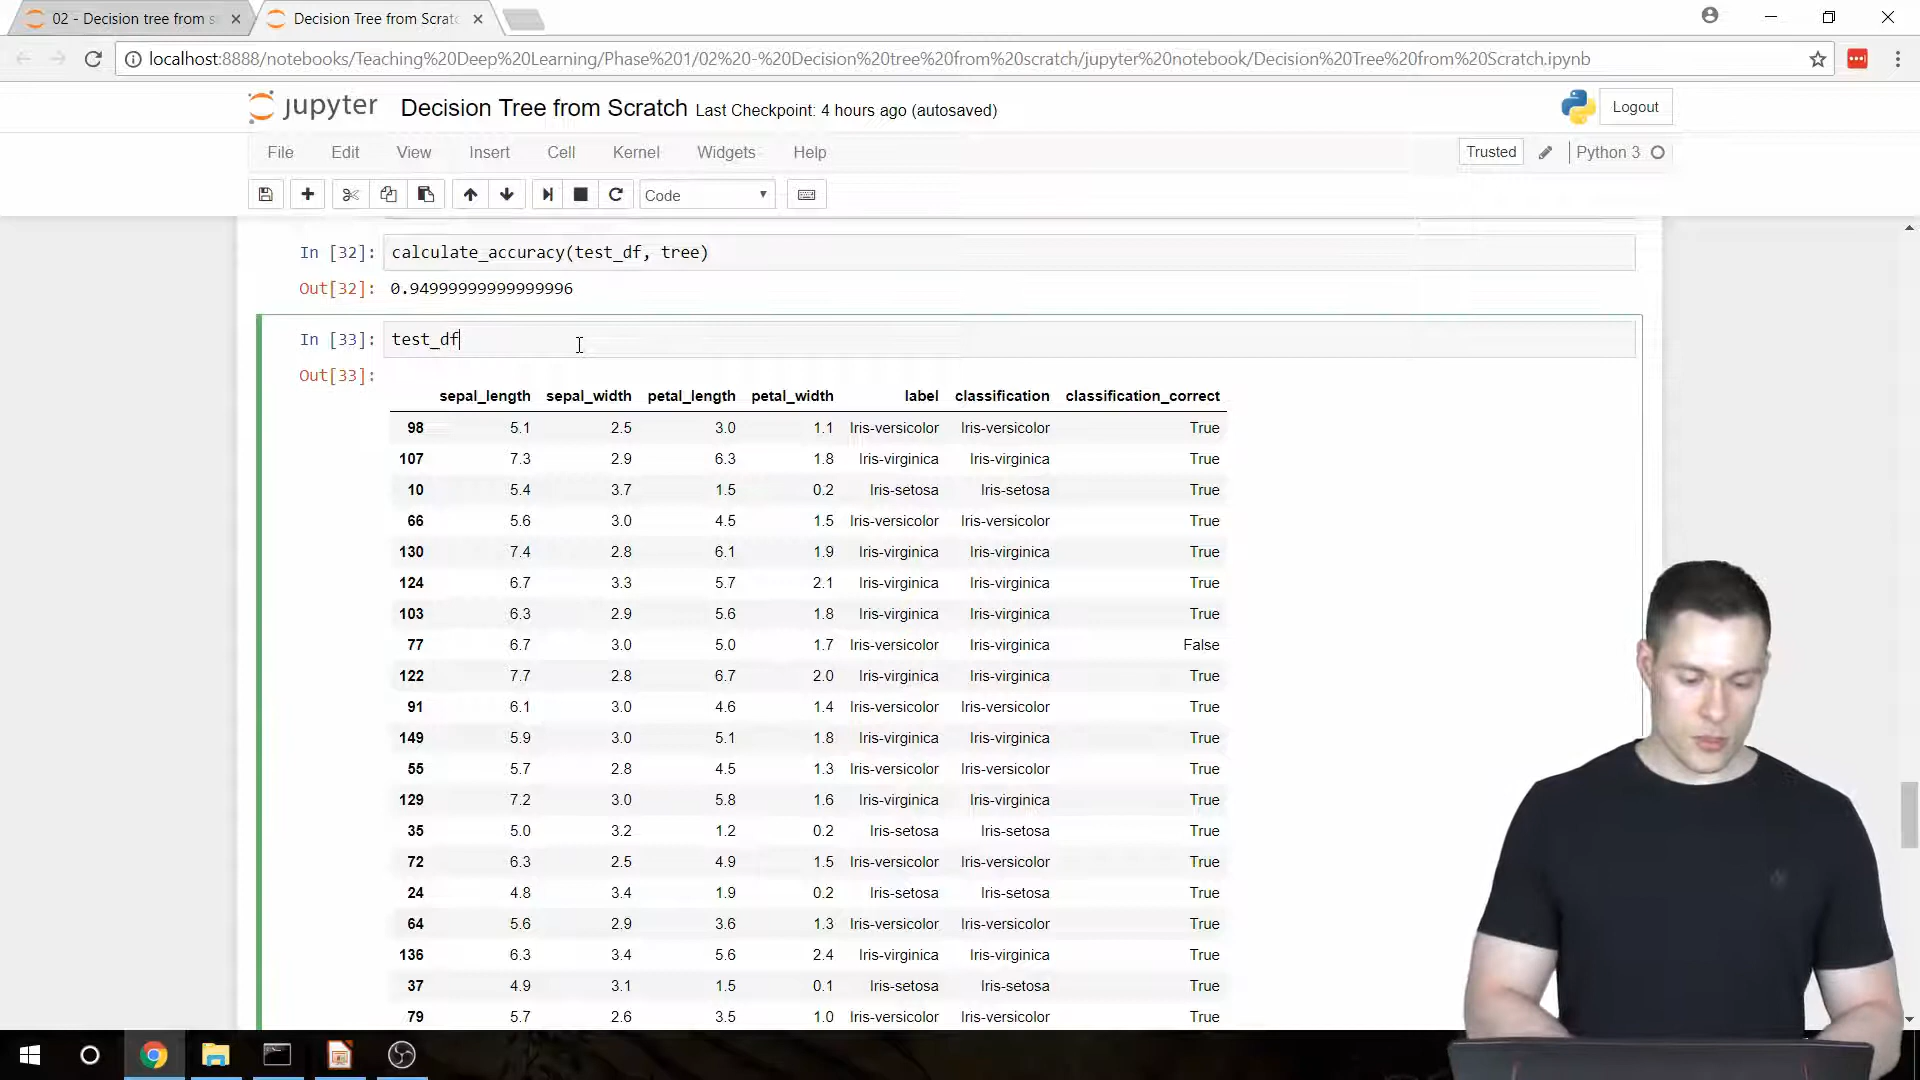 02 - Decision tree from s
Decision Tree from Scratc
localhost:8888/notebooks/Teaching%20Deep%20Learning/Phase%201/02%20-%20Decision%20tree%20from%20scratch/jupyter%20notebook/Decision%20Tree%20from%20Scratch.ipynb
jupyter Decision Tree from Scratch Last Checkpoint: 4 hours ago (autosaved)
Logout
File Edit View Insert Cell Kernel Widgets Help
Trusted Python 3
Code
In [32]: calculate_accuracy(test_df, tree)
Out[32]: 0.94999999999999996
In [33]: test_df
Out[33]:
sepal_length sepal_width petal_length petal_width label classification classification_correct
98 5.1 2.5 3.0 1.1 Iris-versicolor Iris-versicolor True
107 7.3 2.9 6.3 1.8 Iris-virginica Iris-virginica True
10 5.4 3.7 1.5 0.2 Iris-setosa Iris-setosa True
66 5.6 3.0 4.5 1.5 Iris-versicolor Iris-versicolor True
130 7.4 2.8 6.1 1.9 Iris-virginica Iris-virginica True
124 6.7 3.3 5.7 2.1 Iris-virginica Iris-virginica True
103 6.3 2.9 5.6 1.8 Iris-virginica Iris-virginica True
77 6.7 3.0 5.0 1.7 Iris-versicolor Iris-virginica False
122 7.7 2.8 6.7 2.0 Iris-virginica Iris-virginica True
91 6.1 3.0 4.6 1.4 Iris-versicolor Iris-versicolor True
149 5.9 3.0 5.1 1.8 Iris-virginica Iris-virginica True
55 5.7 2.8 4.5 1.3 Iris-versicolor Iris-versicolor True
129 7.2 3.0 5.8 1.6 Iris-virginica Iris-virginica True
35 5.0 3.2 1.2 0.2 Iris-setosa Iris-setosa True
72 6.3 2.5 4.9 1.5 Iris-versicolor Iris-versicolor True
24 4.8 3.4 1.9 0.2 Iris-setosa Iris-setosa True
64 5.6 2.9 3.6 1.3 Iris-versicolor Iris-versicolor True
136 6.3 3.4 5.6 2.4 Iris-virginica Iris-virginica True
37 4.9 3.1 1.5 0.1 Iris-setosa Iris-setosa True
79 5.7 2.6 3.5 1.0 Iris-versicolor Iris-versicolor True